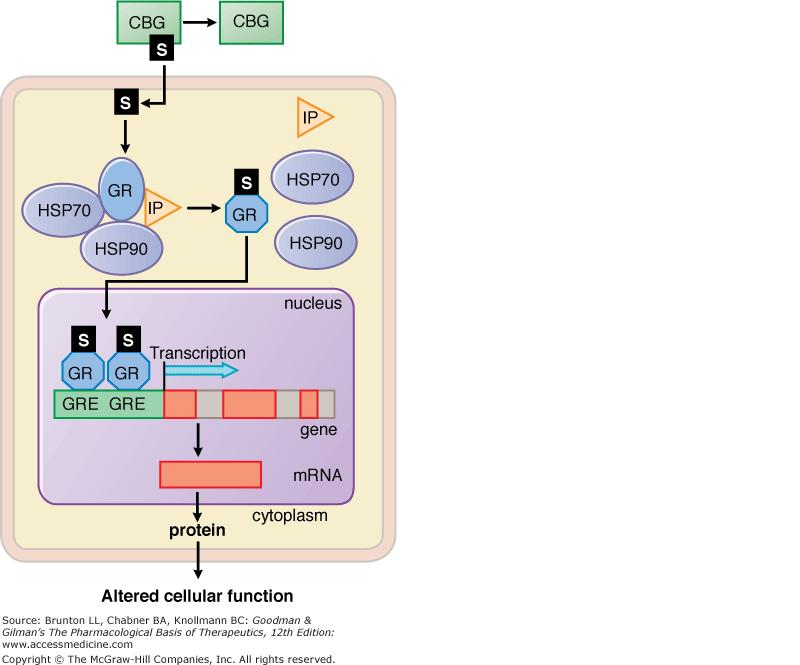 CBG
CBG
S
S
IP
S
HSP70
GR
HSP70
IP
GR
HSP90
HSP90
nucleus
S
S
Transcription
GR
GR
GRE
GRE
gene
mRNA
cytoplasm
protein
Altered cellular function
Source: Brunton LL, Chabner BA, Knollmann BC: Goodman &
Gilman's The Pharmacological Basis of Therapeutics, 12th Edition:
www.accessmedicine.com
Copyright © The McGraw-Hill Companies, Inc. All rights reserved.